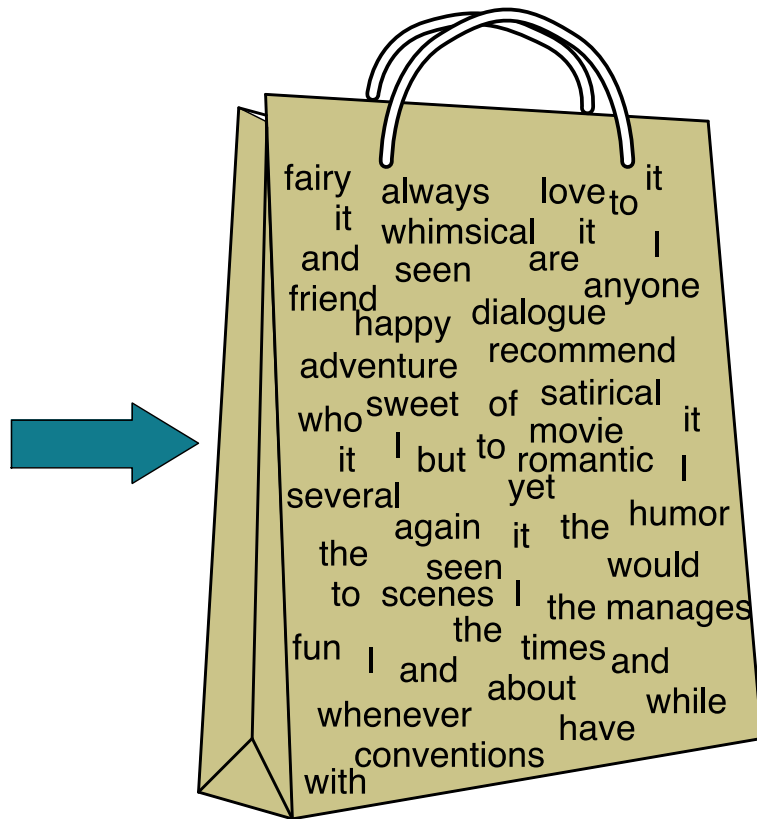 fairy always love to it
it whimsical it I
and seen are anyone
friend happy dialogue
adventure recommend
who sweet of satirical it
it I but to movie romantic I
several yet humor
again it the
the seen would
to scenes I the manages
fun I and the times and
whenever about have while
with conventions